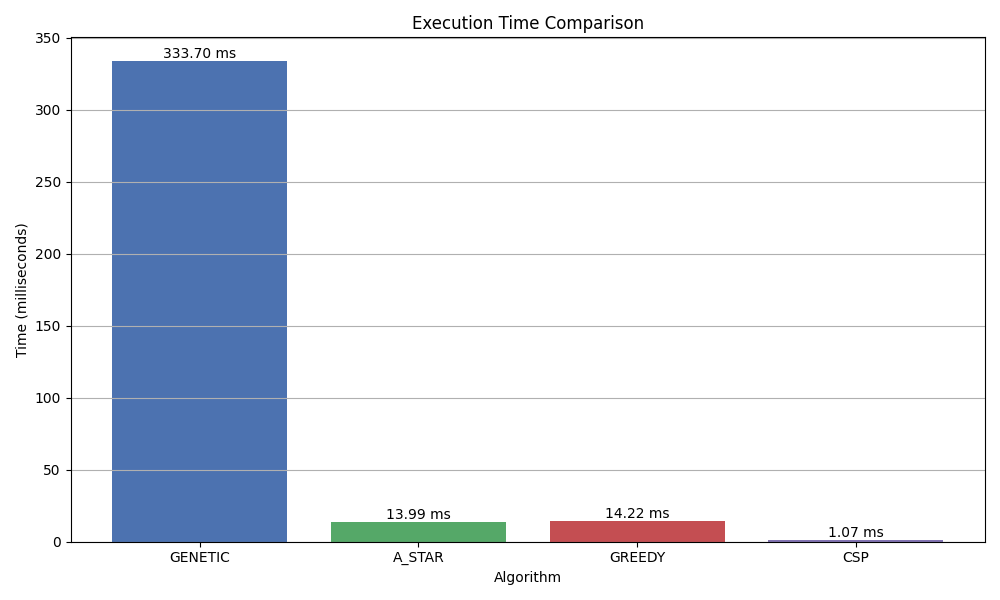 Execution Time Comparison
350
300
250
200
150
100
50
0
Time (milliseconds)
333.70 ms
13.99 ms
14.22 ms
1.07 ms
GENETIC
A_STAR
GREEDY
CSP
Algorithm